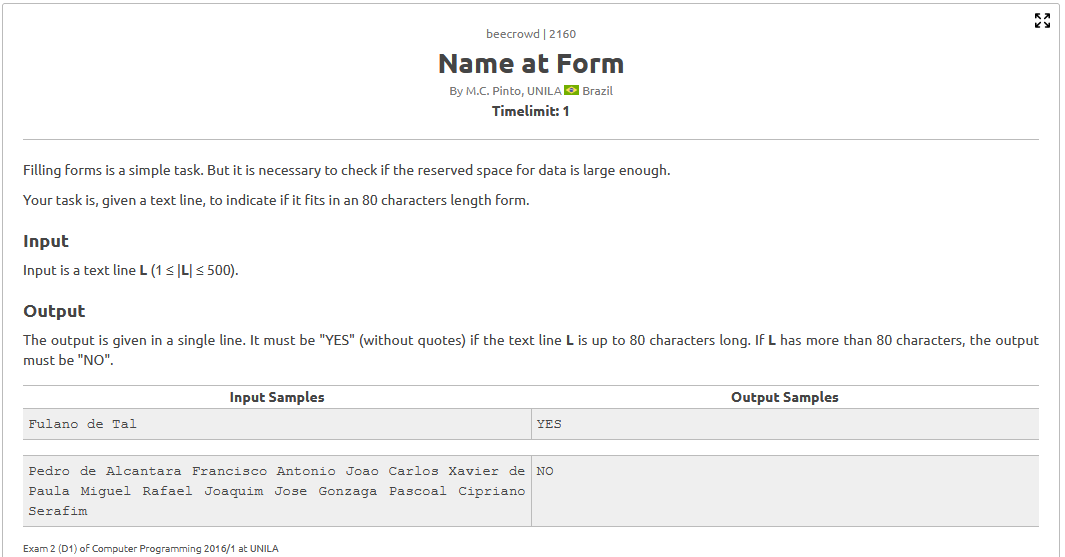 beecrowd | 2160
Name at Form
By M.C. Pinto, UNILA Brazil
Timelimit: 1
Filling forms is a simple task. But it is necessary to check if the reserved space for data is large enough.
Your task is, given a text line, to indicate if it fits in an 80 characters length form.
Input
Input is a text line L (1 ≤ |L| ≤ 500).
Output
The output is given in a single line. It must be "YES" (without quotes) if the text line L is up to 80 characters long. If L has more than 80 characters, the output
must be "NO".
Input Samples Output Samples
Fulano de Tal YES
Pedro de Alcantara Francisco Antonio Joao Carlos Xavier de NO
Paula Miguel Rafael Joaquim Jose Gonzaga Pascoal Cipriano
Serafim
Exam 2 (D1) of Computer Programming 2016/1 at UNILA